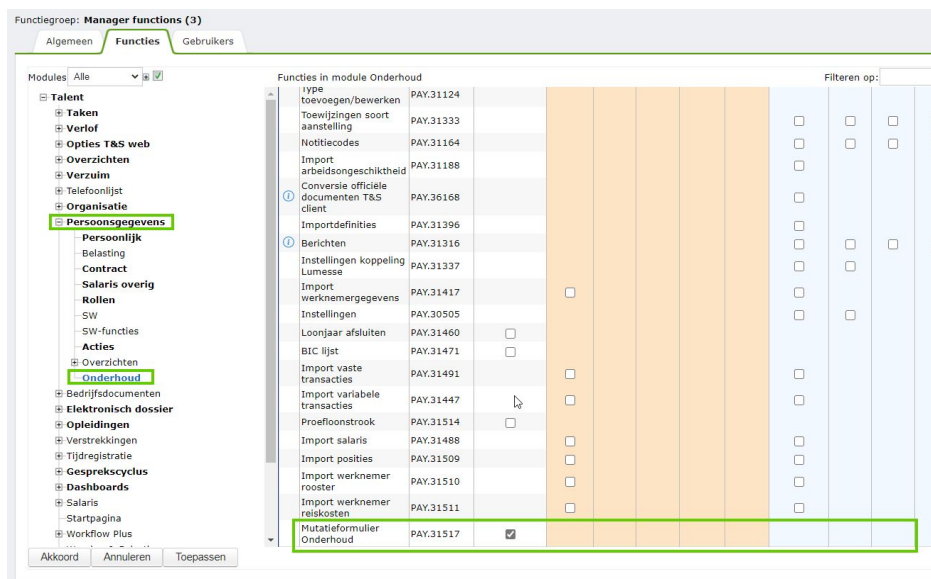 Functiegroep: Manager functions (3)
Algemeen Functies Gebruikers
Modules Alle
Functies in module Onderhoud
Filteren op:
Talent
Taken
Verlof
Opties T&S web
Overzichten
Verzuim
Telefoonlijst
Organisatie
Persoonsgegevens
Persoonlijk
Belasting
Contract
Salaris overig
Rollen
SW
SW-functies
Acties
Overzichten
Onderhoud
Bedrijfsdocumenten
Elektronisch dossier
Opleidingen
Verstrekkingen
Tijdregistratie
Gesprekscyclus
Dashboards
Salaris
Startpagina
Workflow Plus
Type
toevoegen/bewerken PAY.31124
Toewijzingen soort
aanstelling PAY.31333
Notitiecodes PAY.31164
Import
arbeidsongeschiktheid PAY.31188
Conversie officiële
documenten T&S
client PAY.36168
Importdefinities PAY.31396
Berichten PAY.31316
Instellingen koppeling
Lumesse PAY.31337
Import
werknemergegevens PAY.31417
Instellingen PAY.30505
Loonjaar afsluiten PAY.31460
BIC lijst PAY.31471
Import vaste
transacties PAY.31491
Import variabele
transacties PAY.31447
Proefloonstrook PAY.31514
Import salaris PAY.31488
Import posities PAY.31509
Import werknemer
rooster PAY.31510
Import werknemer
reiskosten PAY.31511
Mutatieformulier
Onderhoud PAY.31517
Akkoord Annuleren Toepassen